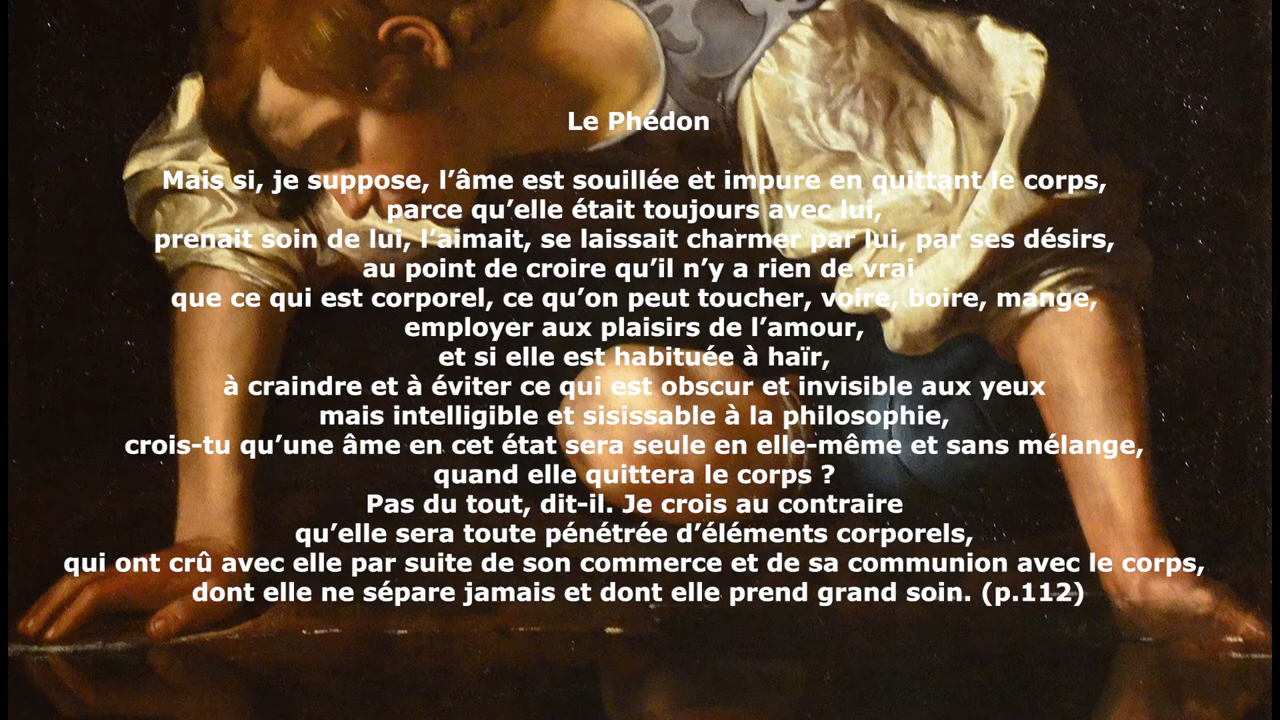 Le Phédon
Mais si, je suppose, l’âme est souillée et impure en quittant le corps,
parce qu’elle était toujours avec lui,
prenait soin de lui, l’aimait, se laissait charmer par lui, par ses désirs,
au point de croire qu’il n’y a rien de vrai
que ce qui est corporel, ce qu’on peut toucher, voire, boire, mange,
employer aux plaisirs de l’amour,
et si elle est habituée à haïr,
à craindre et à éviter ce qui est obscur et invisible aux yeux
mais intelligible et sisissable à la philosophie,
crois-tu qu’une âme en cet état sera seule en elle-même et sans mélange,
quand elle quittera le corps ?
Pas du tout, dit-il. Je crois au contraire
qu’elle sera toute pénétrée d’éléments corporels,
qui ont crû avec elle par suite de son commerce et de sa communion avec le corps,
dont elle ne sépare jamais et dont elle prend grand soin. (p.112)